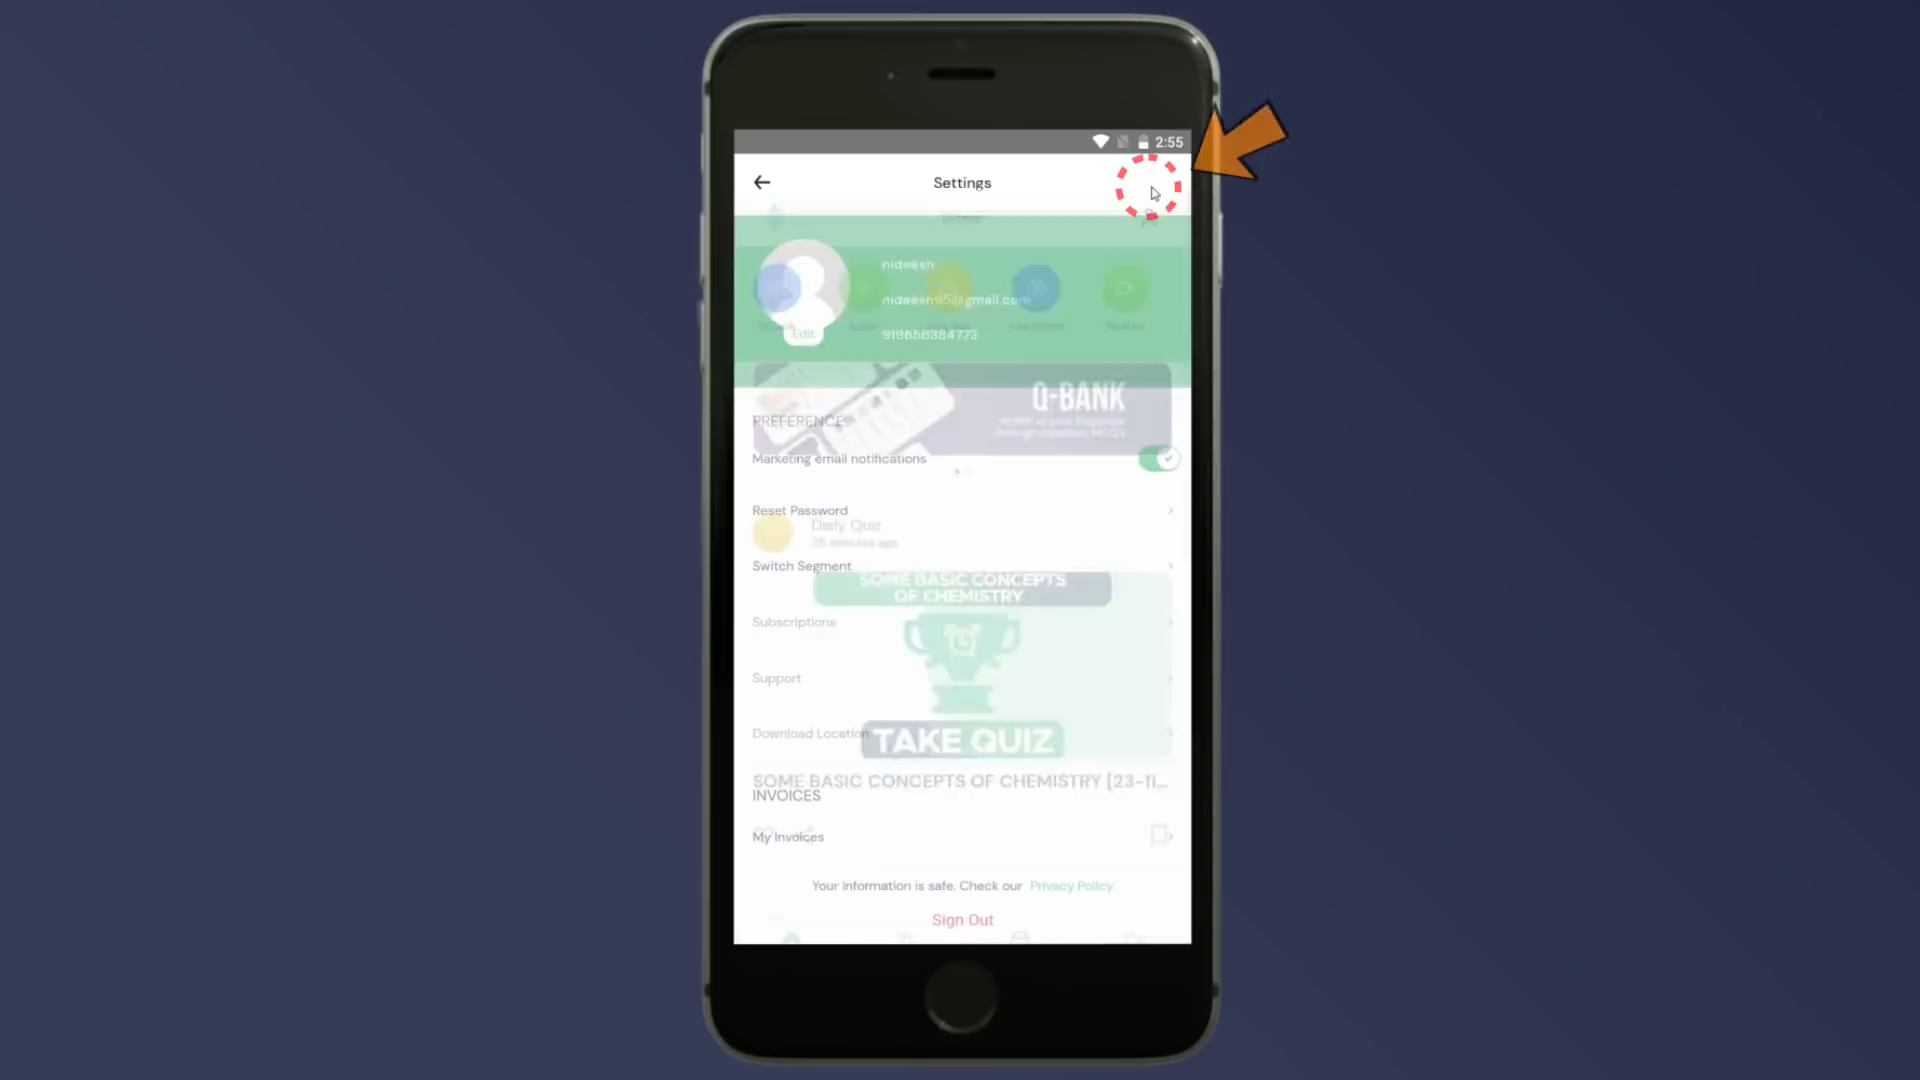 2:55
Settings
nideesh
Edit
Q-BANK
PREFERENCE
Marketing email notifications
Reset Password
Daily Quiz
Switch Segment
SOME BASIC CONCEPTS
OF CHEMISTRY
Subscriptions
Support
Download Location
TAKE QUIZ
SOME BASIC CONCEPTS OF CHEMISTRY [23-11...
INVOICES
My Invoices
Your information is safe. Check our Privacy Policy
Sign Out